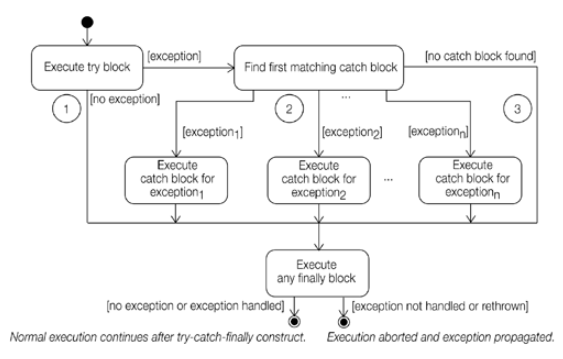 [exception]
[no catch block found]
Execute try block
Find first matching catch block
1
[no exception]
2
...
3
[exception1]
[exception2]
[exceptionn]
Execute
catch block for
exception1
Execute
catch block for
exception2
...
Execute
catch block for
exceptionn
Execute
any finally block
[no exception or exception handled]
[exception not handled or rethrown]
Normal execution continues after try-catch-finally construct.
Execution aborted and exception propagated.